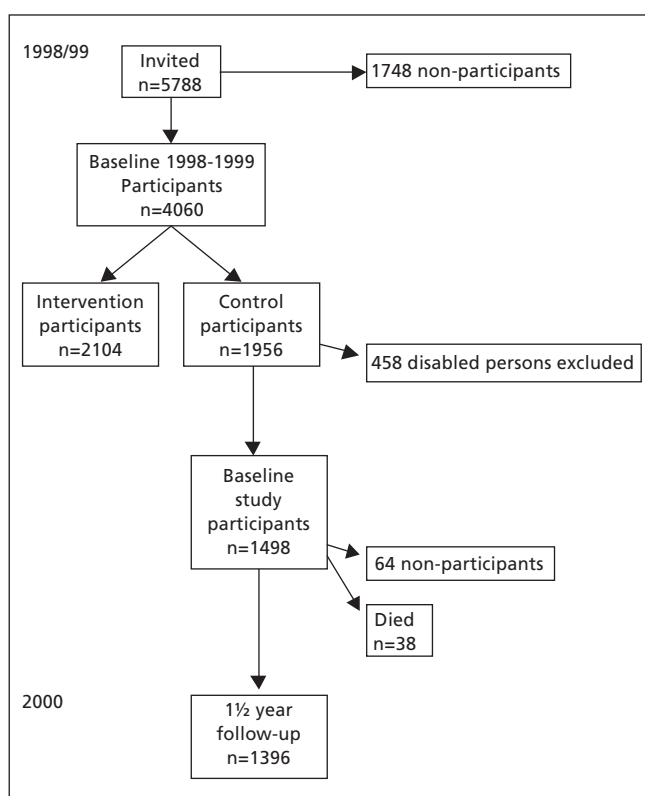 1998/99
Invited
n=5788
1748 non-participants
Baseline 1998-1999
Participants
n=4060
Intervention
participants
n=2104
Control
participants
n=1956
458 disabled persons excluded
Baseline
study
participants
n=1498
64 non-participants
Died
n=38
2000
1½ year
follow-up
n=1396